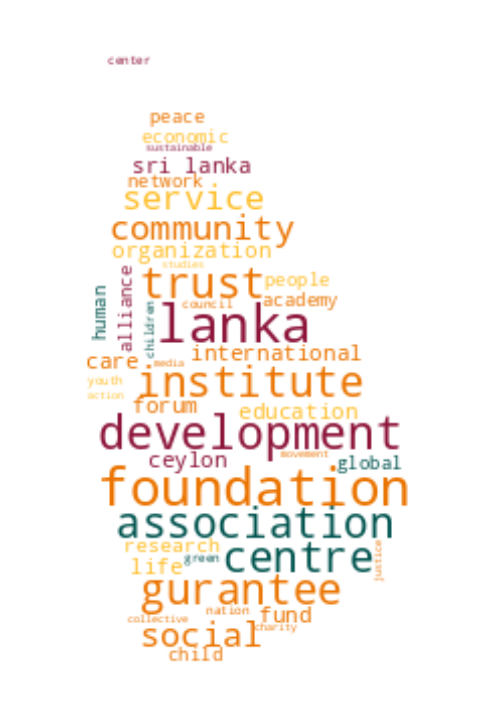 center
peace
economic
sustainable
sri lanka
network
service
community
organization
studies
trust
people
human
alliance
children
council
academy
lanka
international
care
media
institute
youth
action
forum
education
development
ceylon
movement
global
foundation
association
research
centre
life
green
justice
gurantee
nation
fund
collective
charity
social
child